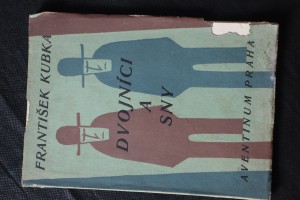 FRANTIŠEK KUBKA
DVOJNÍCI
A
SNY
AVENTINUM PRAHA